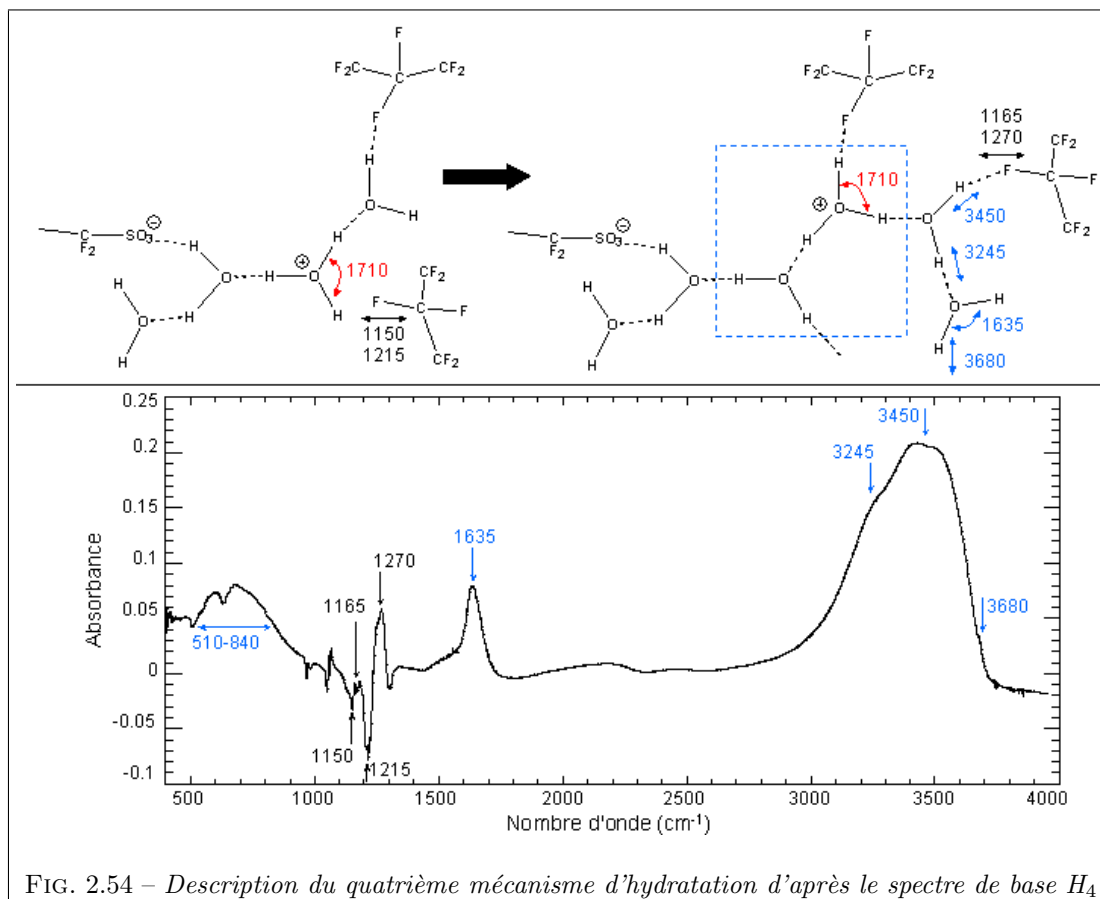 F
F₂C C CF₂
F
H
O H
H
⊖
C SO₃
F₂
H
⊕
O H O
1710
H
H
H
O H
H
CF₂
F C F
CF₂
1150
1215
F
F₂C C CF₂
F
H
1710
⊕
O H O
H
3450
1165
1270
CF₂
F C F
CF₂
⊖
C SO₃
F₂
H
H
O H O
H
H
H
O H
H
3245
H
O H
1635
H
3680
0.25
0.2
0.15
0.1
0.05
0
-0.05
-0.1
Absorbance
510-840
1165
1270
1150
1215
1635
3245
3450
3680
500 1000 1500 2000 2500 3000 3500 4000
Nombre d'onde (cm⁻¹)
FIG. 2.54 – Description du quatrième mécanisme d'hydratation d'après le spectre de base H₄